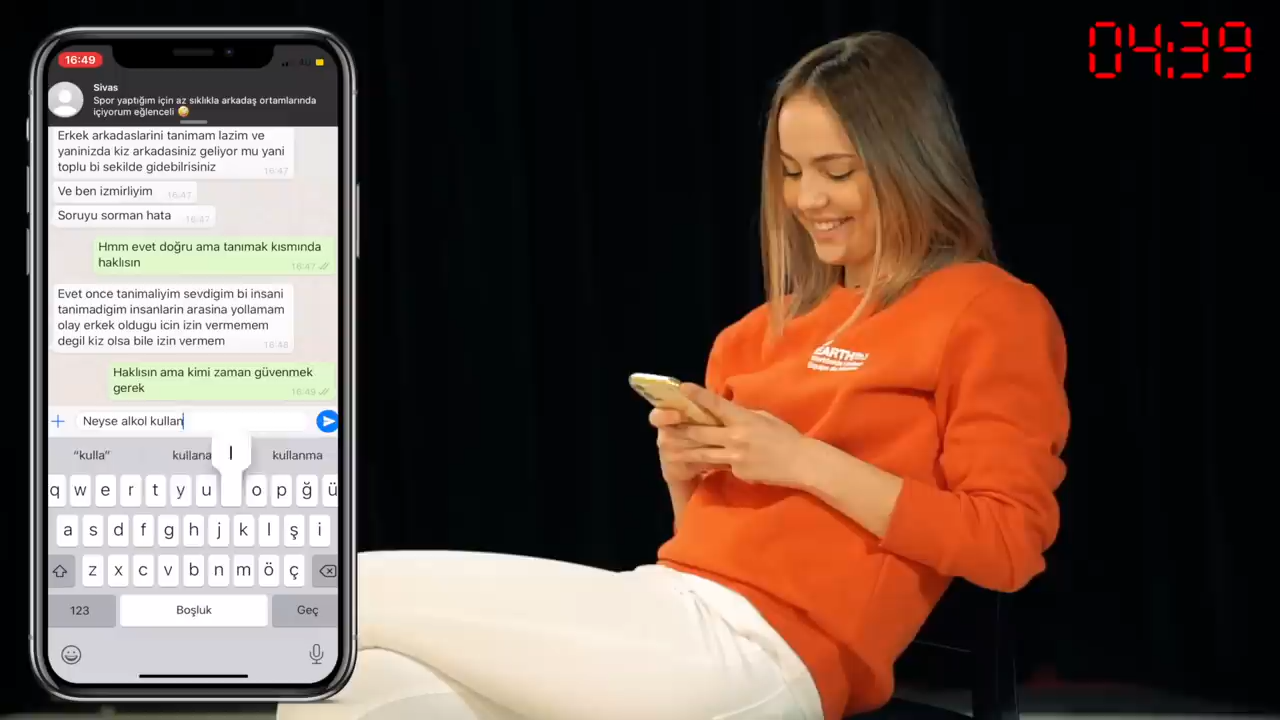 16:49
04:39
Sivas
Spor yaptığım için az sıklıkla arkadaş ortamlarında
içiyorum eğlenceli 🤪
Erkek arkadaslarini tanimam lazim ve
yaninizda kiz arkadasiniz geliyor mu yani
toplu bi sekilde gidebilrisiniz
16:47
Ve ben izmirliyim
16:47
Soruyu sorman hata
16:47
Hmm evet doğru ama tanımak kısmında
haklısın
16:47
Evet once tanimaliyim sevdigim bi insani
tanimadigim insanlarin arasina yollamam
olay erkek oldugu icin izin vermemem
degil kiz olsa bile izin vermem
16:48
Haklısın ama kimi zaman güvenmek
gerek
16:49
Neyse alkol kullan
“kulla” kullana kullanma
ı
q w e r t y u o p ğ ü
a s d f g h j k l ş i
z x c v b n m ö ç
123 Boşluk Geç
EARTH